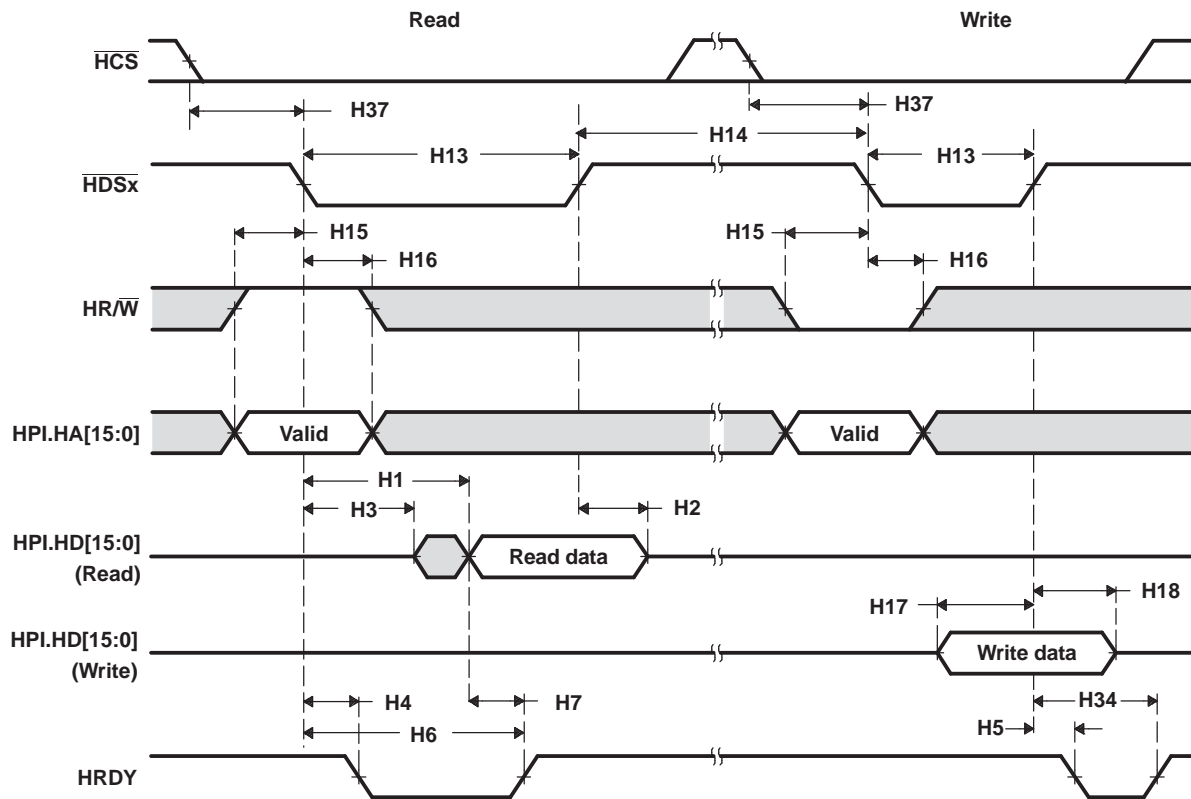 Read
Write
HCS
H37
H37
H14
H13
H13
HDSx
H15
H15
H16
H16
HR/W
HPI.HA[15:0]
Valid
Valid
H1
H3
H2
HPI.HD[15:0]
(Read)
Read data
H18
H17
HPI.HD[15:0]
(Write)
Write data
H4
H7
H34
H6
H5
HRDY